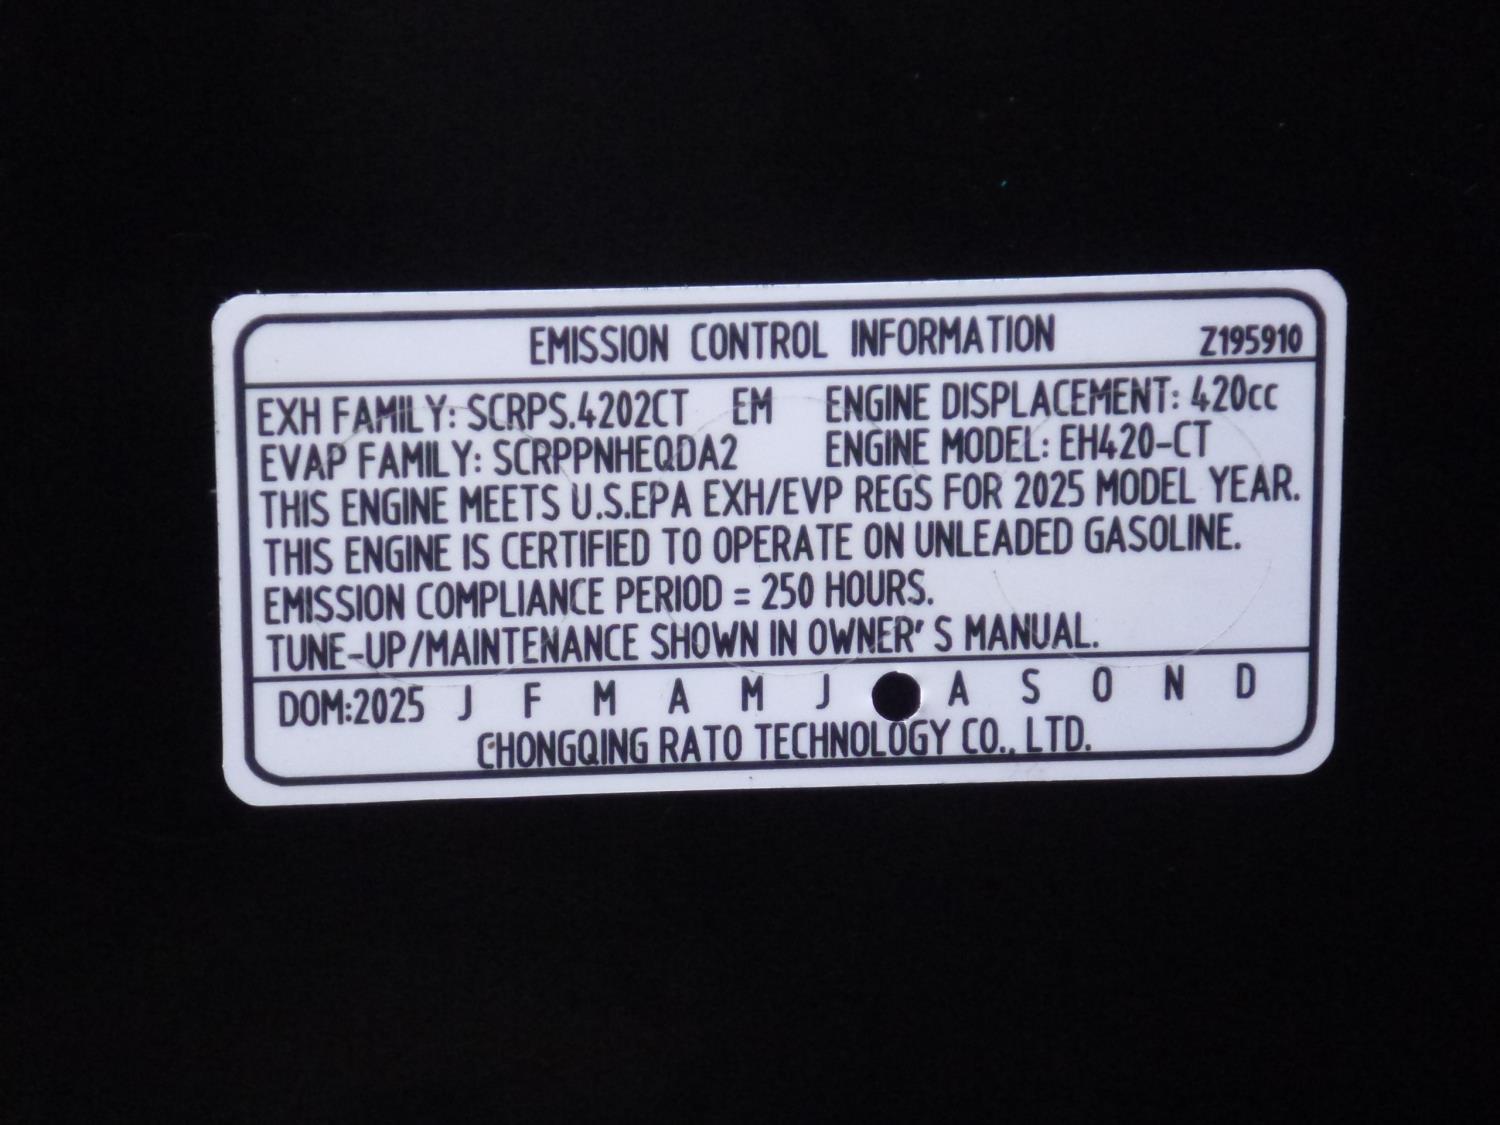 EMISSION CONTROL INFORMATION Z195910
EXH FAMILY: SCRPS.4202CT EM ENGINE DISPLACEMENT: 420cc
EVAP FAMILY: SCRPPNHEQDA2 ENGINE MODEL: EH420-CT
THIS ENGINE MEETS U.S.EPA EXH/EVP REGS FOR 2025 MODEL YEAR.
THIS ENGINE IS CERTIFIED TO OPERATE ON UNLEADED GASOLINE.
EMISSION COMPLIANCE PERIOD = 250 HOURS.
TUNE-UP/MAINTENANCE SHOWN IN OWNER'S MANUAL.
DOM:2025 J F M A M J A S O N D
CHONGQING RATO TECHNOLOGY CO., LTD.